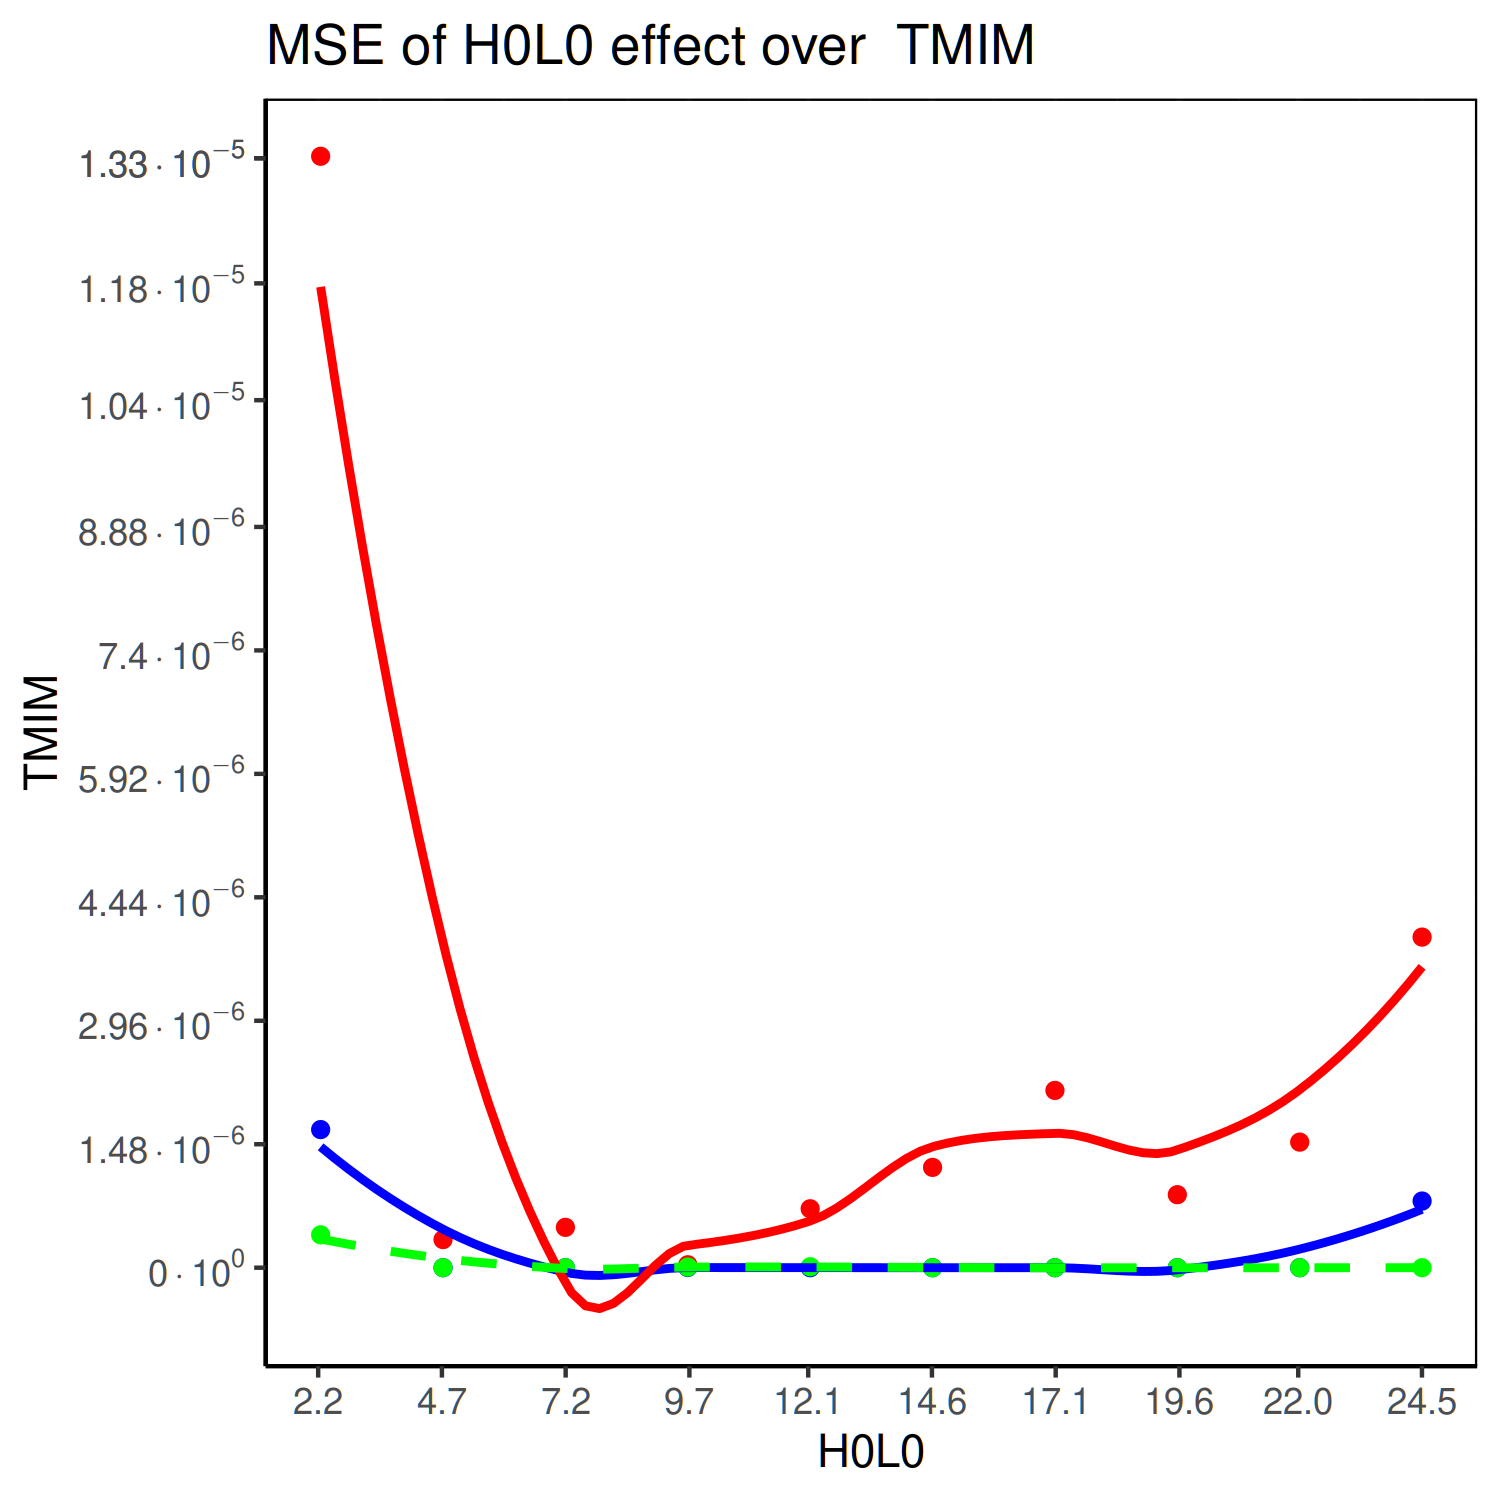 MSE of H0L0 effect over  TMIM
1.33 · 10⁻⁵
1.18 · 10⁻⁵
1.04 · 10⁻⁵
8.88 · 10⁻⁶
7.4 · 10⁻⁶
5.92 · 10⁻⁶
4.44 · 10⁻⁶
2.96 · 10⁻⁶
1.48 · 10⁻⁶
0 · 10⁰
TMIM
2.2 4.7 7.2 9.7 12.1 14.6 17.1 19.6 22.0 24.5
H0L0